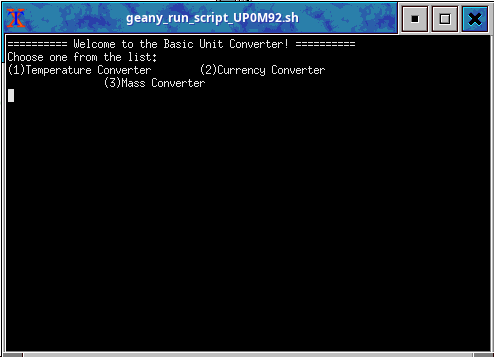 geany_run_script_UP0M92.sh
========== Welcome to the Basic Unit Converter! ==========
Choose one from the list:
(1)Temperature Converter        (2)Currency Converter
                (3)Mass Converter